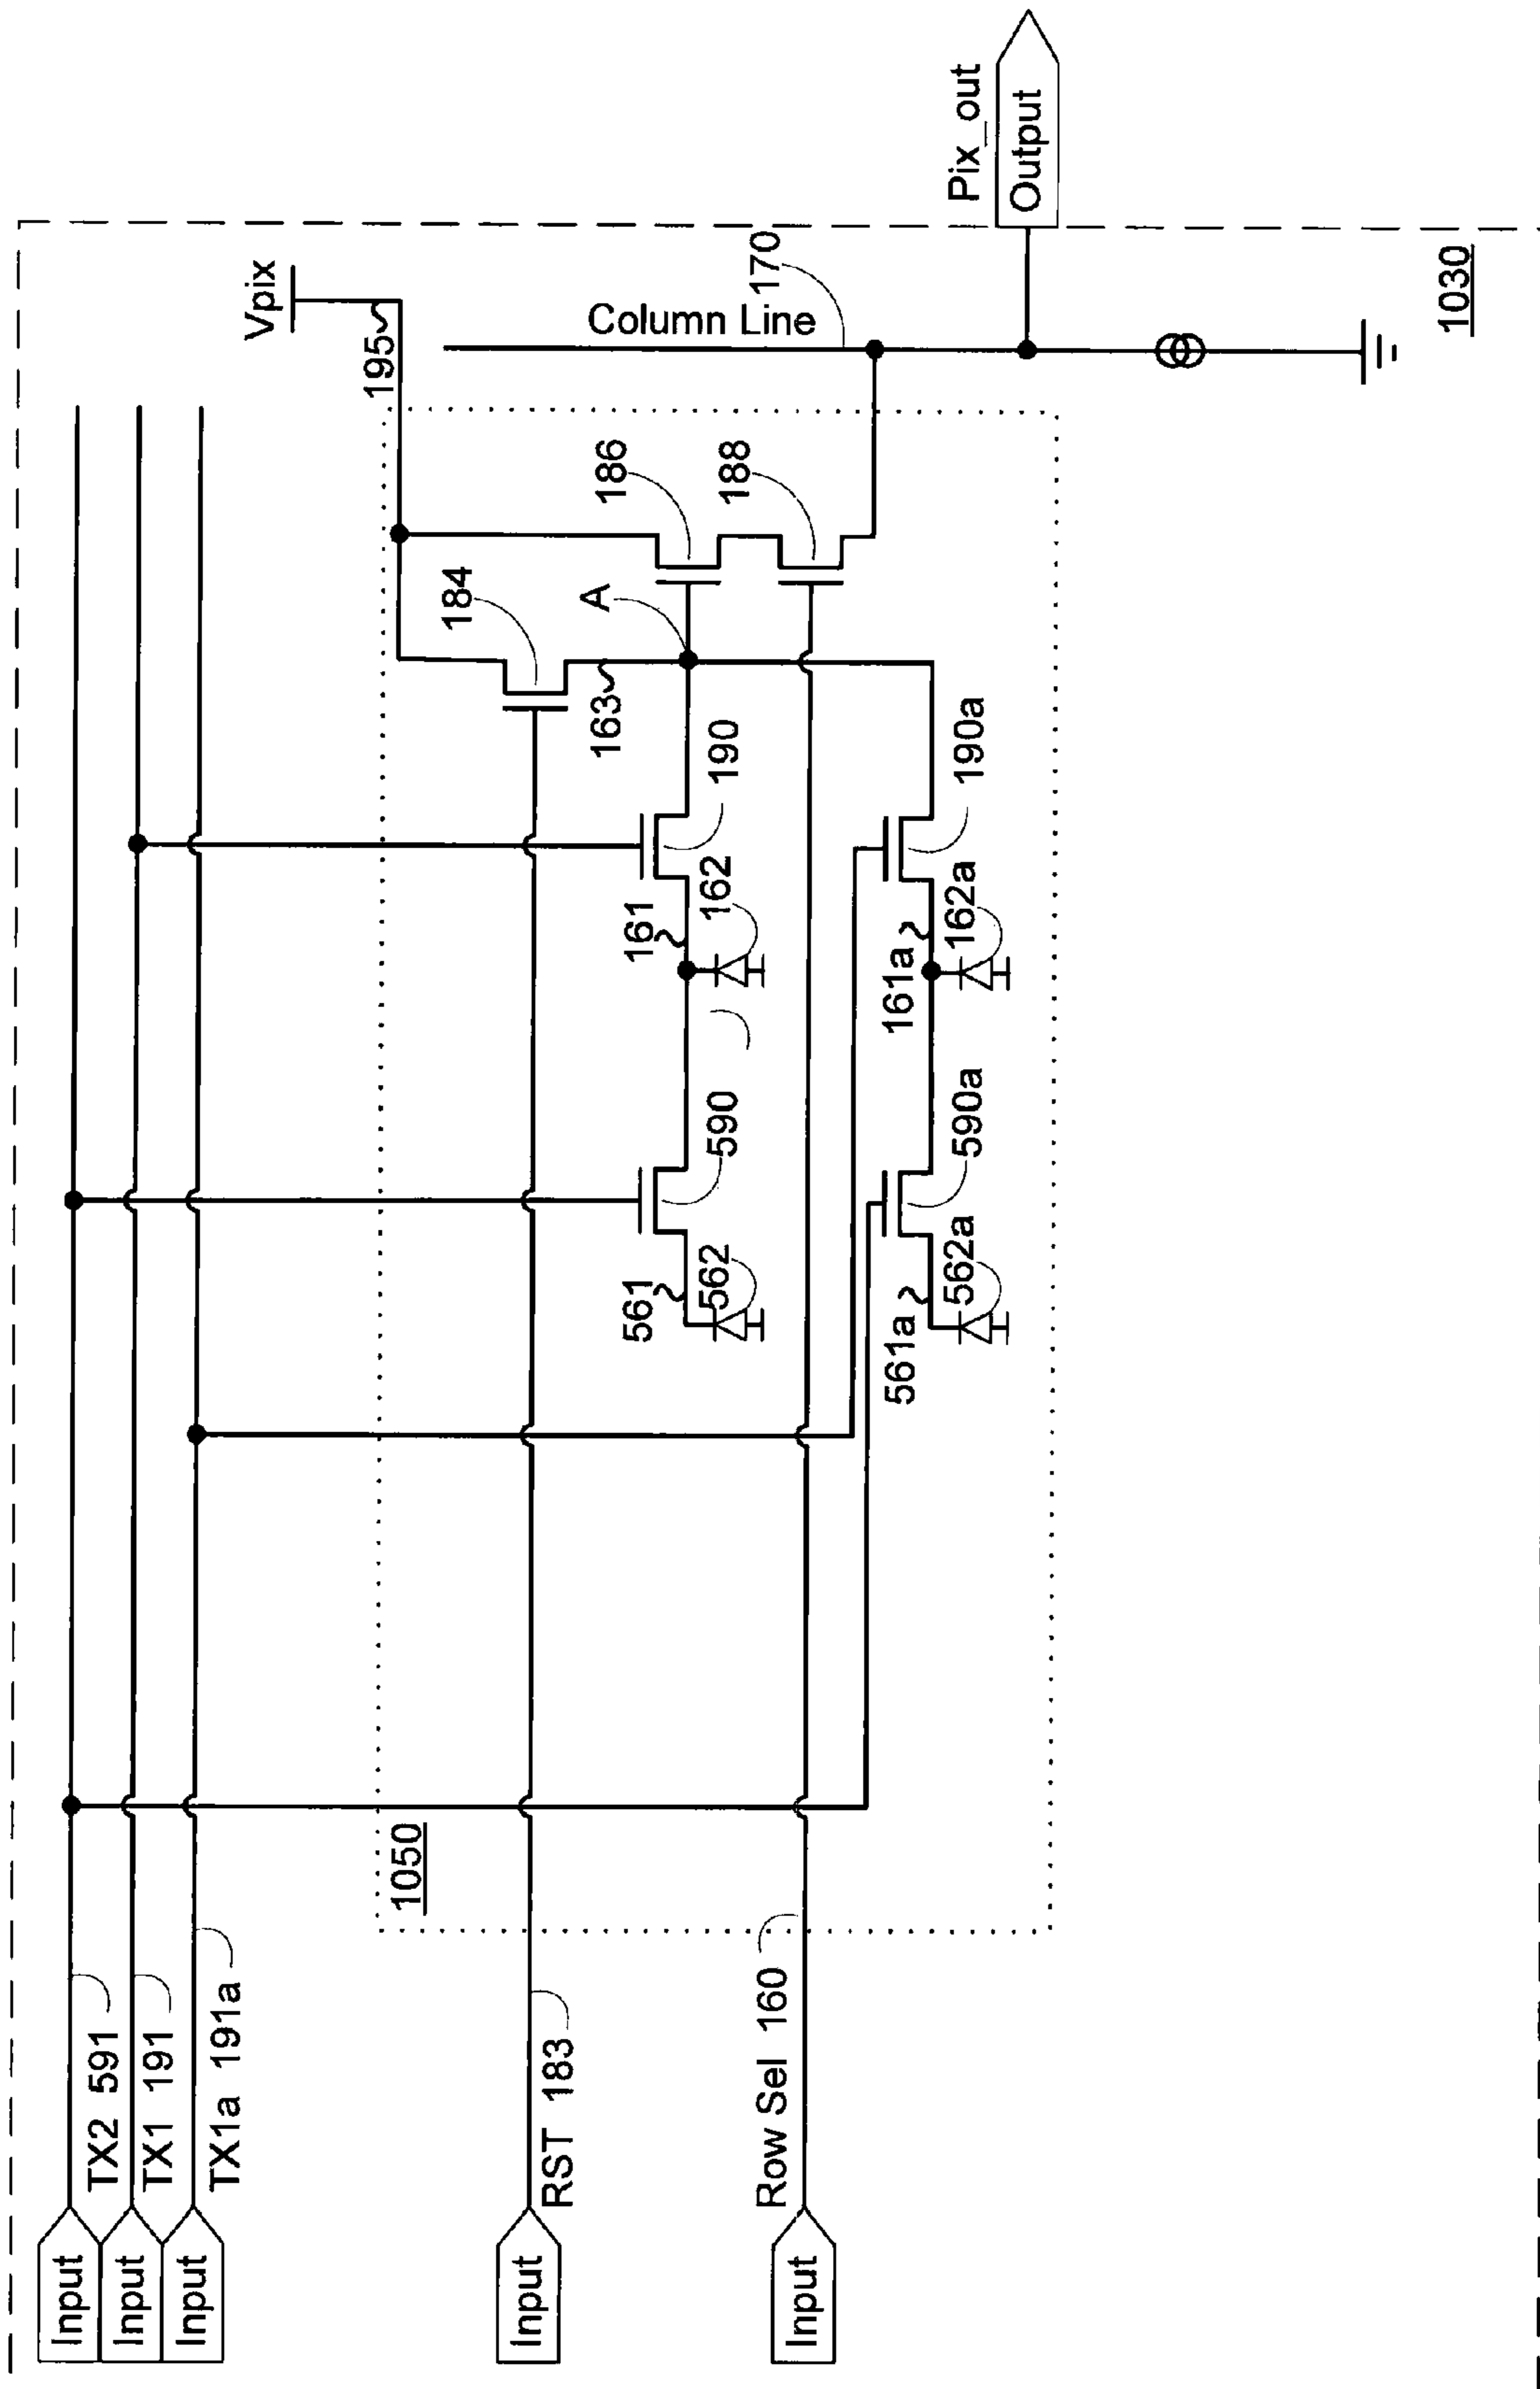 Input
TX2 591
Input
TX1 191
Input
TX1a 191a
Input
RST 183
Input
Row Sel 160
1050
561
562
590
161
162
190
163
184
A
186
188
195
Vpix
Column Line
170
561a
562a
590a
161a
162a
190a
Pix_out
Output
1030